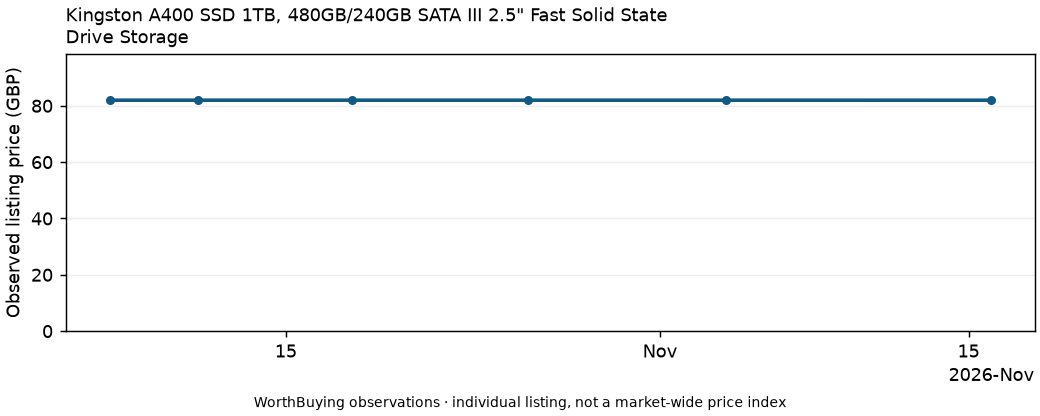 Kingston A400 SSD 1TB, 480GB/240GB SATA III 2.5" Fast Solid State
Drive Storage
Observed listing price (GBP)
80
60
40
20
0
15
Nov
15
2026-Nov
WorthBuying observations · individual listing, not a market-wide price index